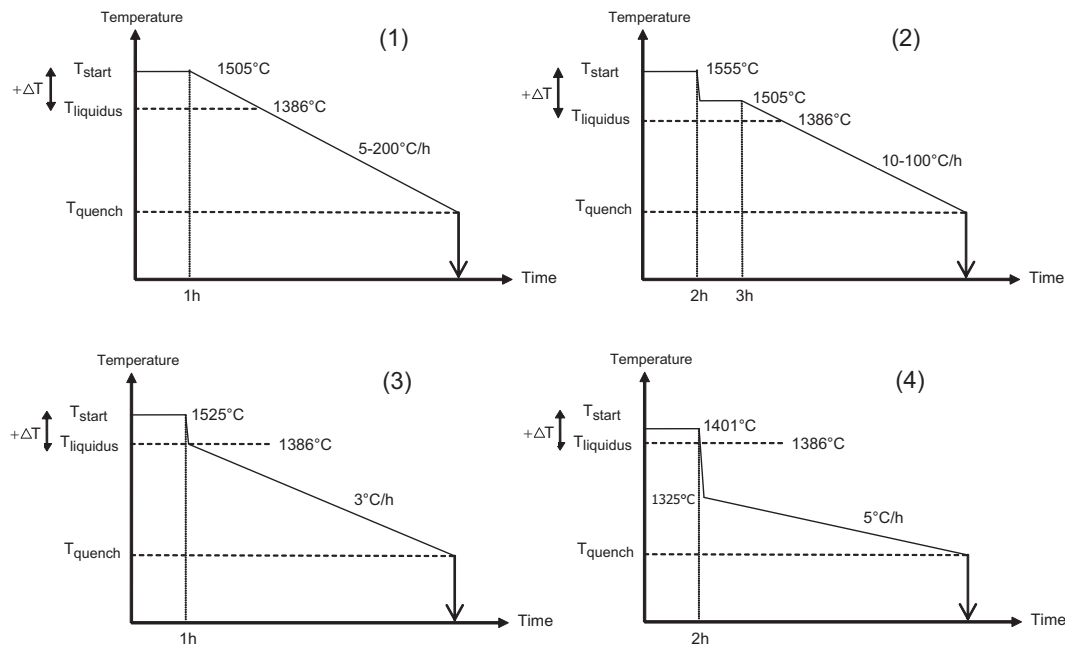 Temperature
(1)
T_start
1505°C
+ΔT
T_liquidus
1386°C
5-200°C/h
T_quench
Time
1h
Temperature
(2)
T_start
1555°C
+ΔT
1505°C
T_liquidus
1386°C
10-100°C/h
T_quench
Time
2h
3h
Temperature
(3)
T_start
1525°C
+ΔT
T_liquidus
1386°C
3°C/h
T_quench
Time
1h
Temperature
(4)
T_start
1401°C
+ΔT
T_liquidus
1386°C
1325°C
5°C/h
T_quench
Time
2h